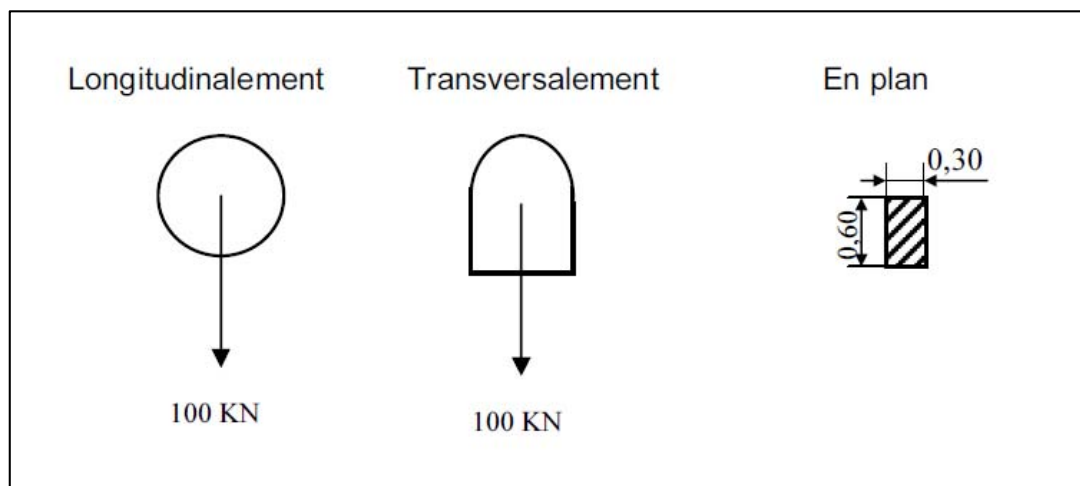 Longitudinalement
Transversalement
En plan
0,30
0,60
100 KN
100 KN